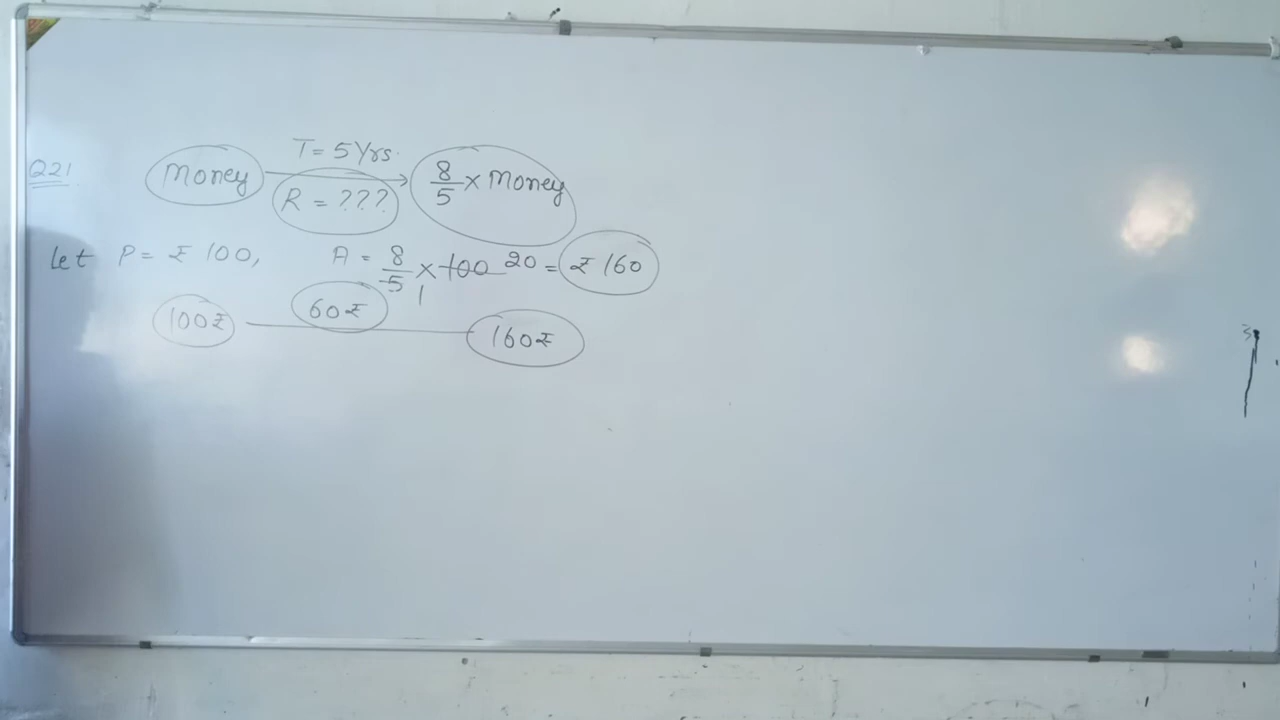 Q21 Money T= 5 Yrs. 8/5 x Money
R = ???
Let P= ₹ 100, A = 8/5 x 100 20 = ₹ 160
1
100₹ 60₹ 160₹